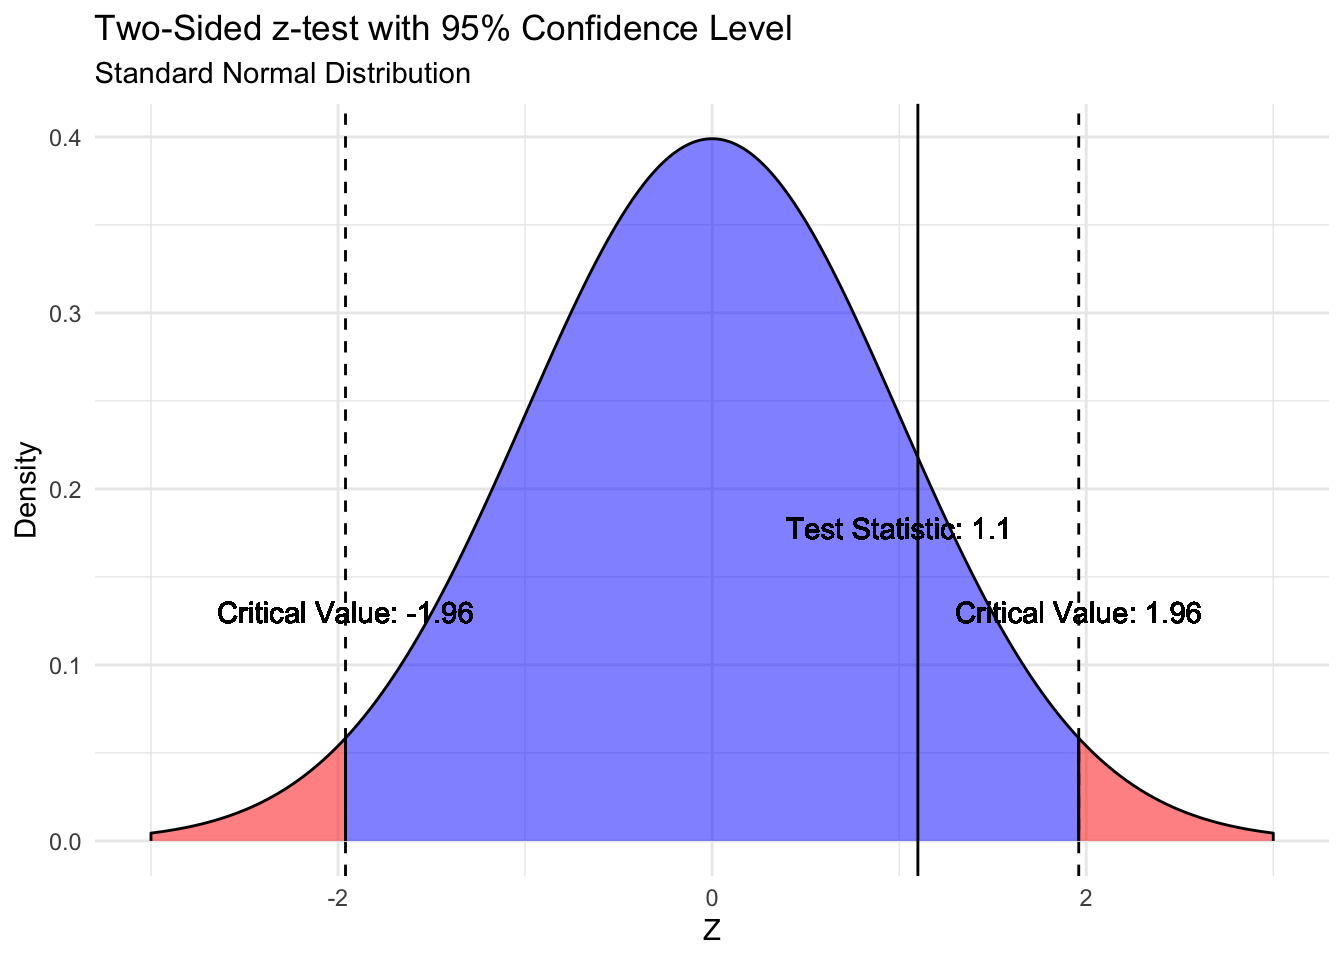 Two-Sided z-test with 95% Confidence Level
Standard Normal Distribution
0.4
0.3
0.2
0.1
0.0
Density
Test Statistic: 1.1
Critical Value: -1.96
Critical Value: 1.96
-2
0
2
Z